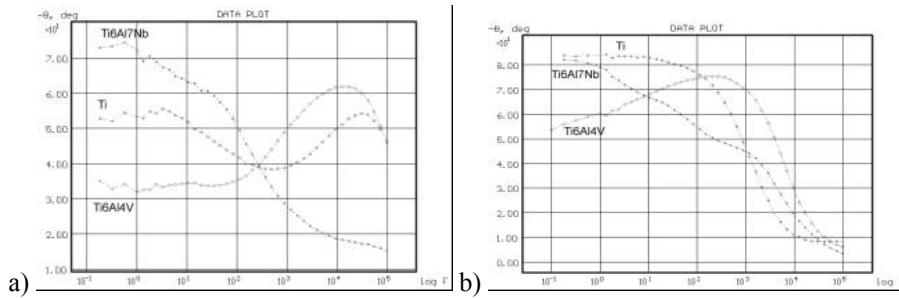 a)
-θ, deg
DATA PLOT
×10¹
Ti6Al7Nb
Ti
Ti6Al4V
7.00
6.00
5.00
4.00
3.00
2.00
1.00
10⁻¹ 10⁰ 10¹ 10² 10³ 10⁴ 10⁵ log F
b)
-θ, deg
DATA PLOT
×10¹
Ti
Ti6Al7Nb
Ti6Al4V
8.00
7.00
6.00
5.00
4.00
3.00
2.00
1.00
0.00
10⁻¹ 10⁰ 10¹ 10² 10³ 10⁴ 10⁵ log F